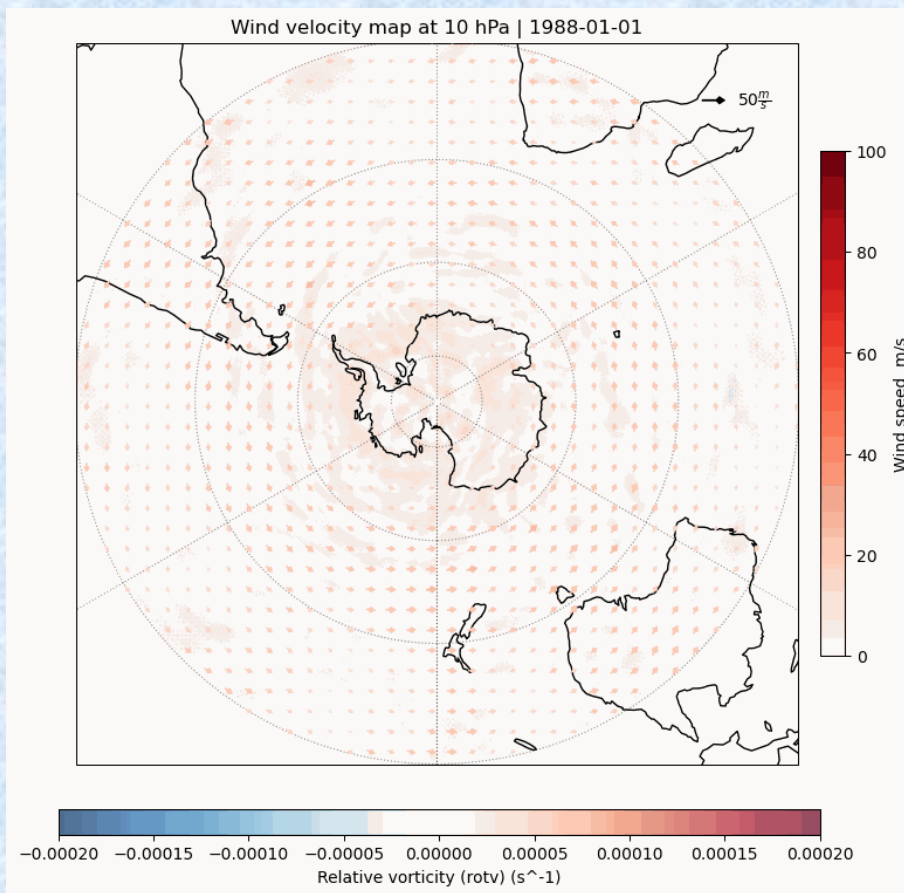 Wind velocity map at 10 hPa | 1988-01-01
50 m/s
100
80
60
40
20
0
Wind speed, m/s
−0.00020 −0.00015 −0.00010 −0.00005 0.00000 0.00005 0.00010 0.00015 0.00020
Relative vorticity (rotv) (s^-1)